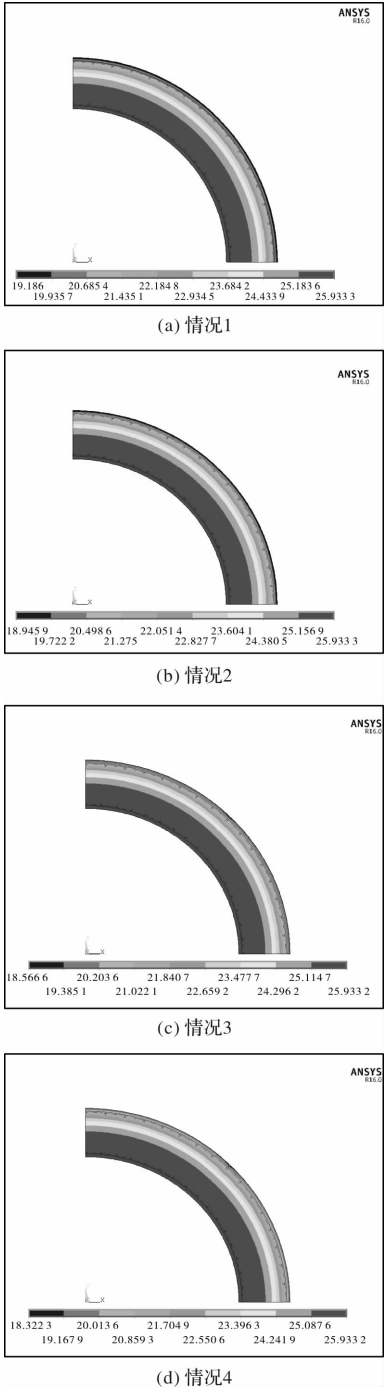 ANSYS
R16.0
X
19.186 20.685 4 22.184 8 23.684 2 25.183 6
19.935 7 21.435 1 22.934 5 24.433 9 25.933 3
(a) 情况1
ANSYS
R16.0
X
18.945 9 20.498 6 22.051 4 23.604 1 25.156 9
19.722 2 21.275 22.827 7 24.380 5 25.933 3
(b) 情况2
ANSYS
R16.0
X
18.566 6 20.203 6 21.840 7 23.477 7 25.114 7
19.385 1 21.022 1 22.659 2 24.296 2 25.933 2
(c) 情况3
ANSYS
R16.0
X
18.322 3 20.013 6 21.704 9 23.396 3 25.087 6
19.167 9 20.859 3 22.550 6 24.241 9 25.933 2
(d) 情况4